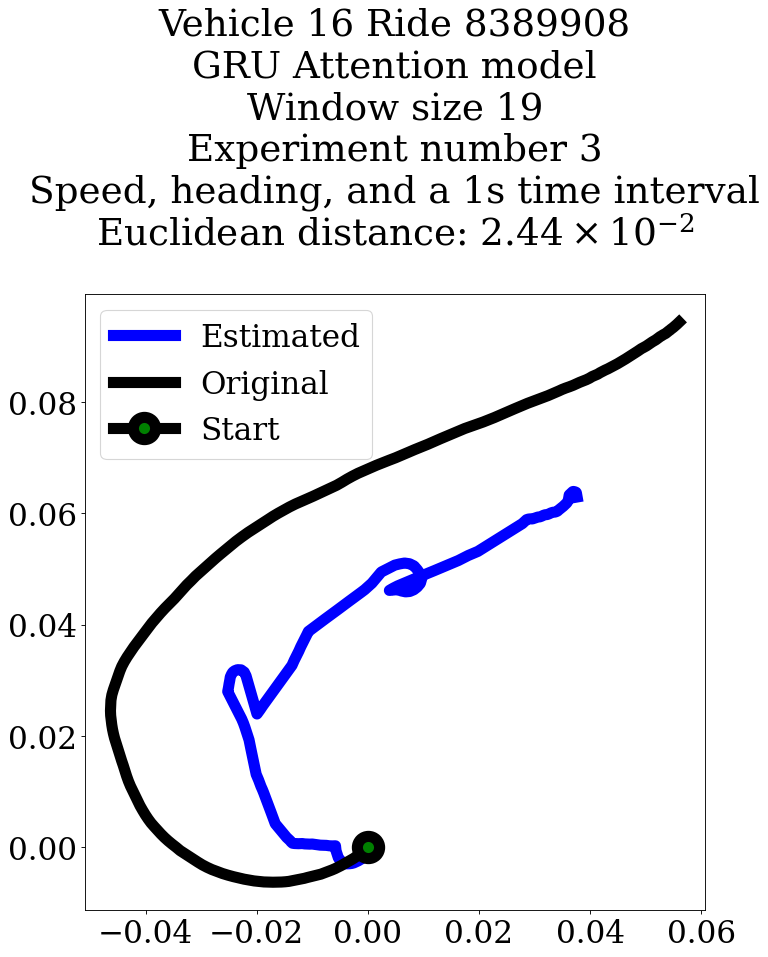 Vehicle 16 Ride 8389908
GRU Attention model
Window size 19
Experiment number 3
Speed, heading, and a 1s time interval
Euclidean distance: 2.44 × 10⁻²
Estimated
Original
Start
0.08
0.06
0.04
0.02
0.00
−0.04 −0.02 0.00 0.02 0.04 0.06